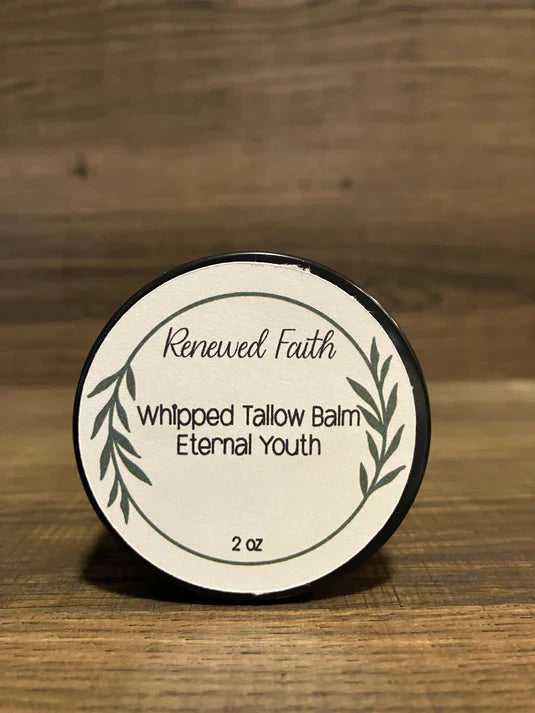 Renewed Faith
Whipped Tallow Balm
Eternal Youth
2 oz